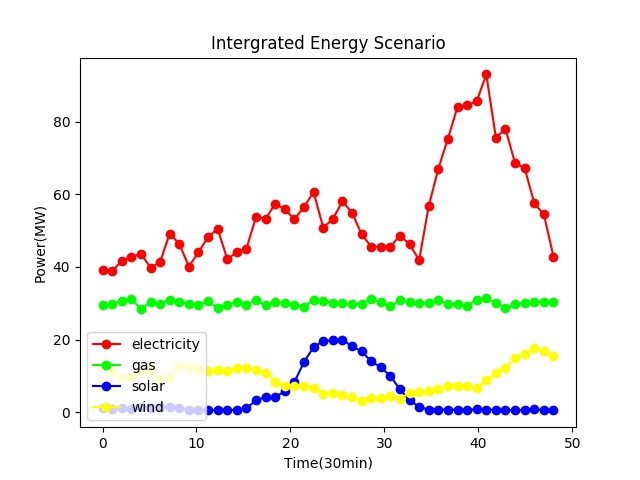 Intergrated Energy Scenario
Power(MW)
80
60
40
20
0
electricity
gas
solar
wind
0 10 20 30 40 50
Time(30min)